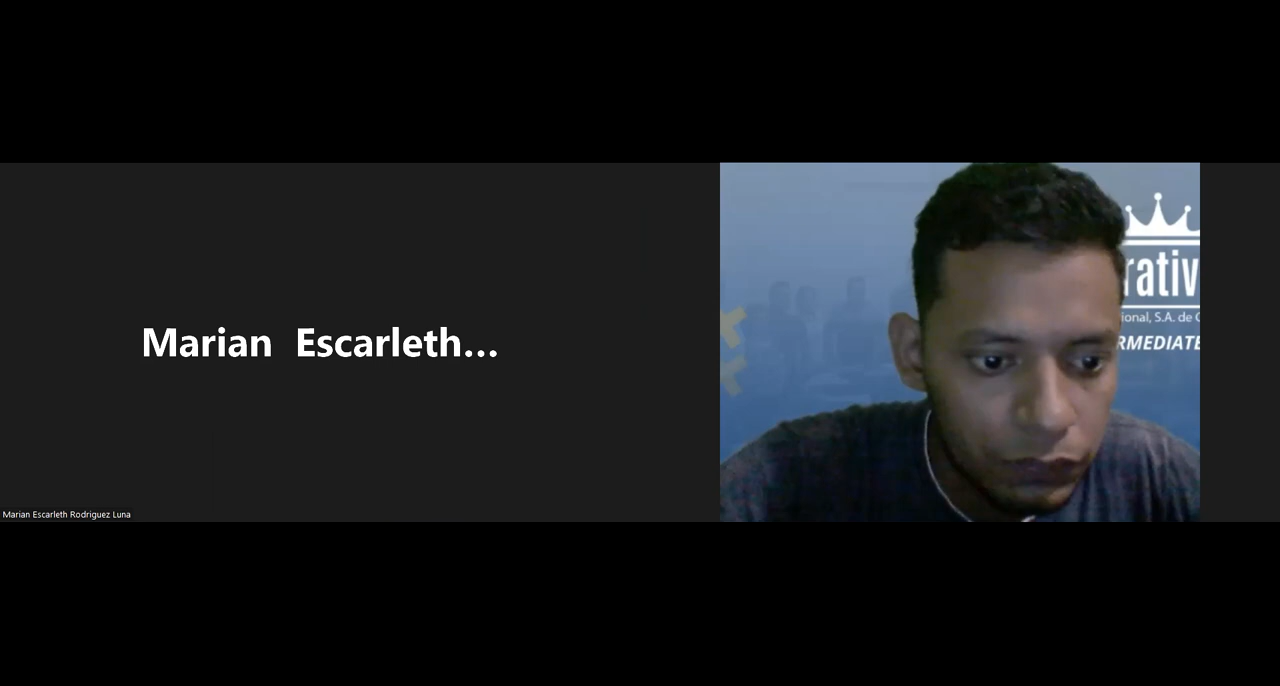 Marian Escarleth...
Marian Escarleth Rodriguez Luna
rativ
ional, S.A. de C
RMEDIATE